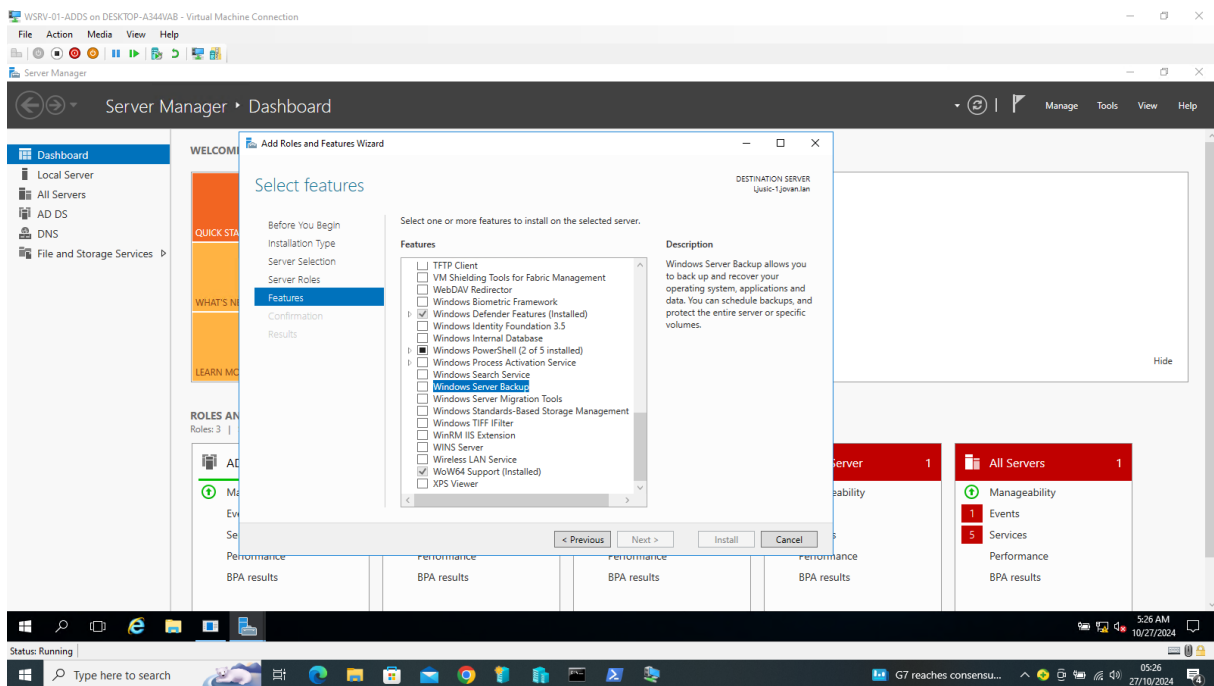 WSRV-01-ADDS on DESKTOP-A344VAB - Virtual Machine Connection
File Action Media View Help
Server Manager
Server Manager • Dashboard
Manage Tools View Help
Dashboard
Local Server
All Servers
AD DS
DNS
File and Storage Services
WELCOM
QUICK STA
WHAT'S NE
LEARN MO
Hide
Add Roles and Features Wizard
Select features
DESTINATION SERVER
Ljusic-1.jovan.lan
Before You Begin
Installation Type
Server Selection
Server Roles
Features
Confirmation
Results
Select one or more features to install on the selected server.
Features
TFTP Client
VM Shielding Tools for Fabric Management
WebDAV Redirector
Windows Biometric Framework
Windows Defender Features (Installed)
Windows Identity Foundation 3.5
Windows Internal Database
Windows PowerShell (2 of 5 installed)
Windows Process Activation Service
Windows Search Service
Windows Server Backup
Windows Server Migration Tools
Windows Standards-Based Storage Management
Windows TIFF IFilter
WinRM IIS Extension
WINS Server
Wireless LAN Service
WoW64 Support (Installed)
XPS Viewer
Description
Windows Server Backup allows you
to back up and recover your
operating system, applications and
data. You can schedule backups, and
protect the entire server or specific
volumes.
< Previous Next > Install Cancel
ROLES AN
Roles: 3 |
AD
Ma
Eve
Se
Performance
BPA results
Performance
BPA results
Performance
BPA results
Server 1
eability
s
Performance
BPA results
All Servers 1
Manageability
1 Events
5 Services
Performance
BPA results
5:26 AM
10/27/2024
Status: Running
Type here to search
G7 reaches consensu...
05:26
27/10/2024